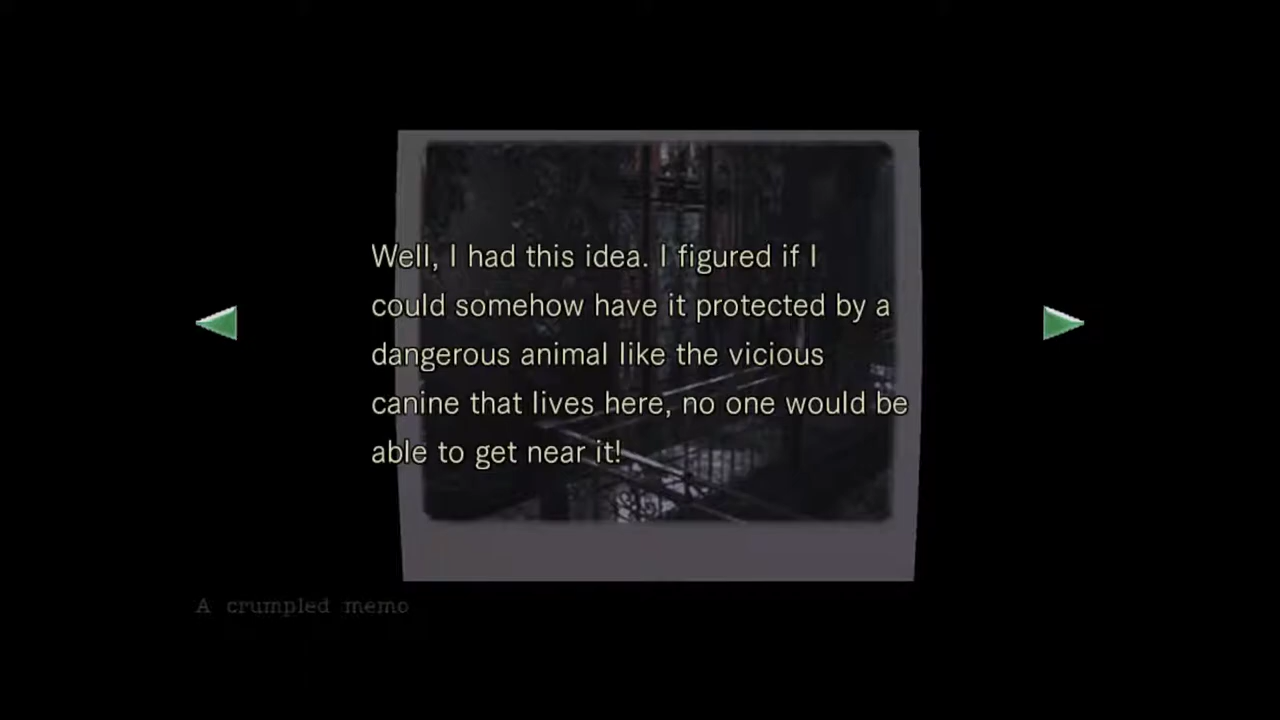 Well, I had this idea. I figured if I
could somehow have it protected by a
dangerous animal like the vicious
canine that lives here, no one would be
able to get near it!
A crumpled memo